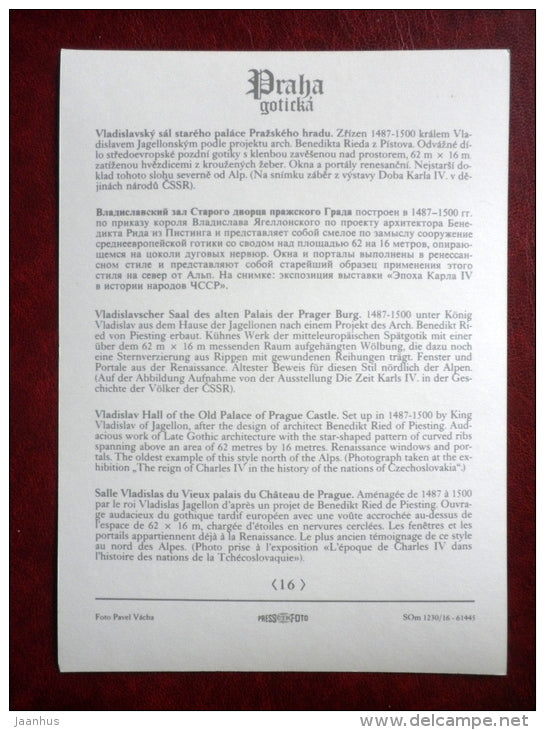 Praha
gotická
Vladislavský sál starého paláce Pražského hradu. Zřízen 1487-1500 králem Vla-
dislavem Jagellonským podle projektu arch. Benedikta Rieda z Pístova. Odvážné dí-
lo středoevropské pozdní gotiky s klenbou zavěšenou nad prostorem, 62 m × 16 m.
zatíženou hvězdicemi z kroužených žeber. Okna a portály renesanční. Nejstarší do-
klad tohoto slohu severně od Alp. (Na snímku záběr z výstavy Doba Karla IV. v dě-
jinách národů ČSSR).
Владиславский зал Старого дворца пражского Града построен в 1487–1500 гг.
по приказу короля Владислава Ягеллонского по проекту архитектора Бене-
дикта Рида из Пистинга и представляет собой смелое по замыслу сооружение
среднеевропейской готики со сводом над площадью 62 на 16 метров, опираю-
щемся на цоколи дуговых нервюр. Окна и порталы выполнены в ренессан-
сном стиле и представляют собой старейший образец применения этого
стиля на север от Альп. На снимке: экспозиция выставки «Эпоха Карла IV
в истории народов ЧССР».
Vladislavscher Saal des alten Palais der Prager Burg. 1487-1500 unter König
Vladislav aus dem Hause der Jagellonen nach einem Projekt des Arch. Benedikt Ri-
ed von Piesting erbaut. Kühnes Werk der mitteleuropäischen Spätgotik mit einer
über dem 62 m × 16 m messenden Raum aufgehängten Wölbung, die dazu noch
eine Sternverzierung aus Rippen mit gewundenen Reihungen trägt. Fenster und
Portale aus der Renaissance. Ältester Beweis für diesen Stil nördlich der Alpen.
(Auf der Abbildung Aufnahme von der Ausstellung Die Zeit Karls IV. in der Ges-
chichte der Völker der ČSSR).
Vladislav Hall of the Old Palace of Prague Castle. Set up in 1487-1500 by King
Vladislav of Jagellon, after the design of architect Benedikt Ried of Piesting. Aud-
acious work of Late Gothic architecture with the star-shaped pattern of curved ribs
spanning above an area of 62 metres by 16 metres. Renaissance windows and por-
tals. The oldest example of this style north of the Alps. (Photograph taken at the ex-
hibition „The reign of Charles IV in the history of the nations of Czechoslovakia“.)
Salle Vladislas du Vieux palais du Château de Prague. Aménagée de 1487 à 1500
par le roi Vladislas Jagellon d'après un projet de Benedikt Ried de Piesting. Ouvra-
ge audacieux du gothique tardif européen avec une voûte accrochée au-dessus de
l'espace de 62 × 16 m, chargée d'étoiles en nervures cerclées. Les fenêtres et les
portails appartiennent déjà à la Renaissance. Le plus ancien témoignage de ce style
au nord des Alpes. (Photo prise à l'exposition «L'époque de Charles IV dans
l'histoire des nations de la Tchécoslovaquie»).
⟨16⟩
Foto Pavel Vácha PRESSFOTO SOm 1230/16 - 61445
Jaanhus www.delcampe.net